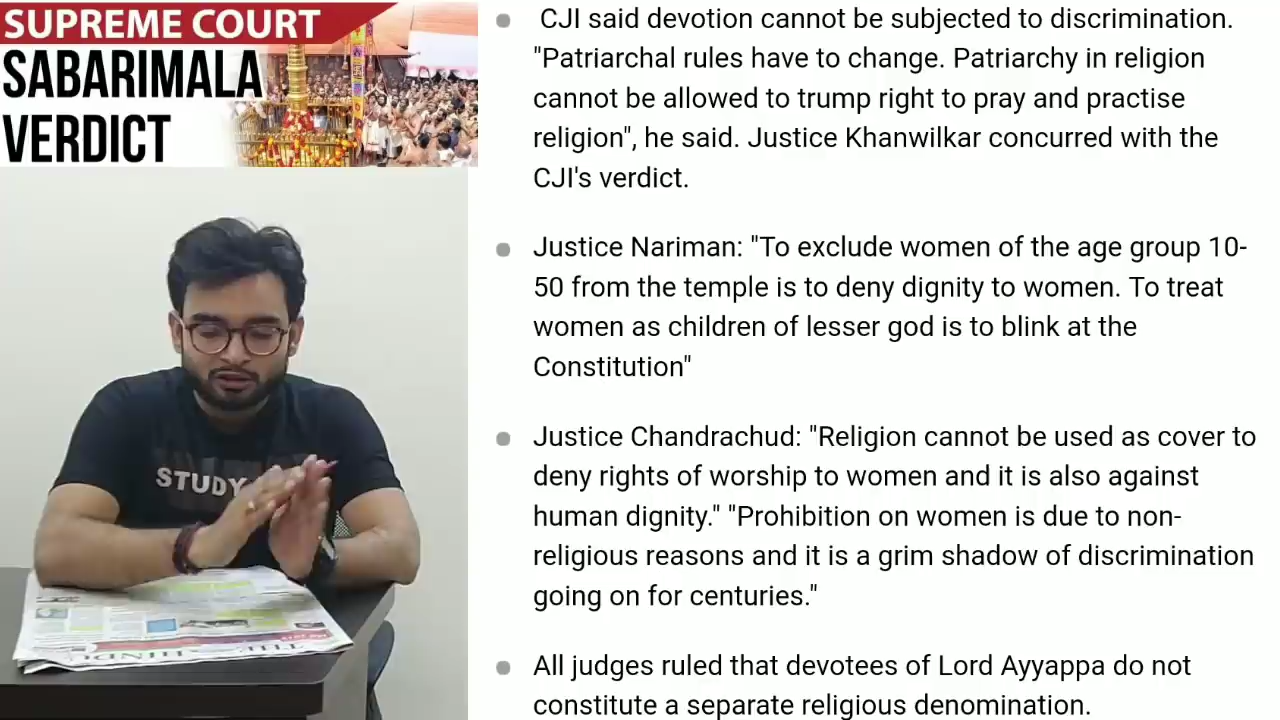 SUPREME COURT
SABARIMALA
VERDICT
CJI said devotion cannot be subjected to discrimination.
"Patriarchal rules have to change. Patriarchy in religion
cannot be allowed to trump right to pray and practise
religion", he said. Justice Khanwilkar concurred with the
CJI's verdict.
Justice Nariman: "To exclude women of the age group 10-
50 from the temple is to deny dignity to women. To treat
women as children of lesser god is to blink at the
Constitution"
Justice Chandrachud: "Religion cannot be used as cover to
deny rights of worship to women and it is also against
human dignity." "Prohibition on women is due to non-
religious reasons and it is a grim shadow of discrimination
going on for centuries."
All judges ruled that devotees of Lord Ayyappa do not
constitute a separate religious denomination.
STUDY
THE HINDU